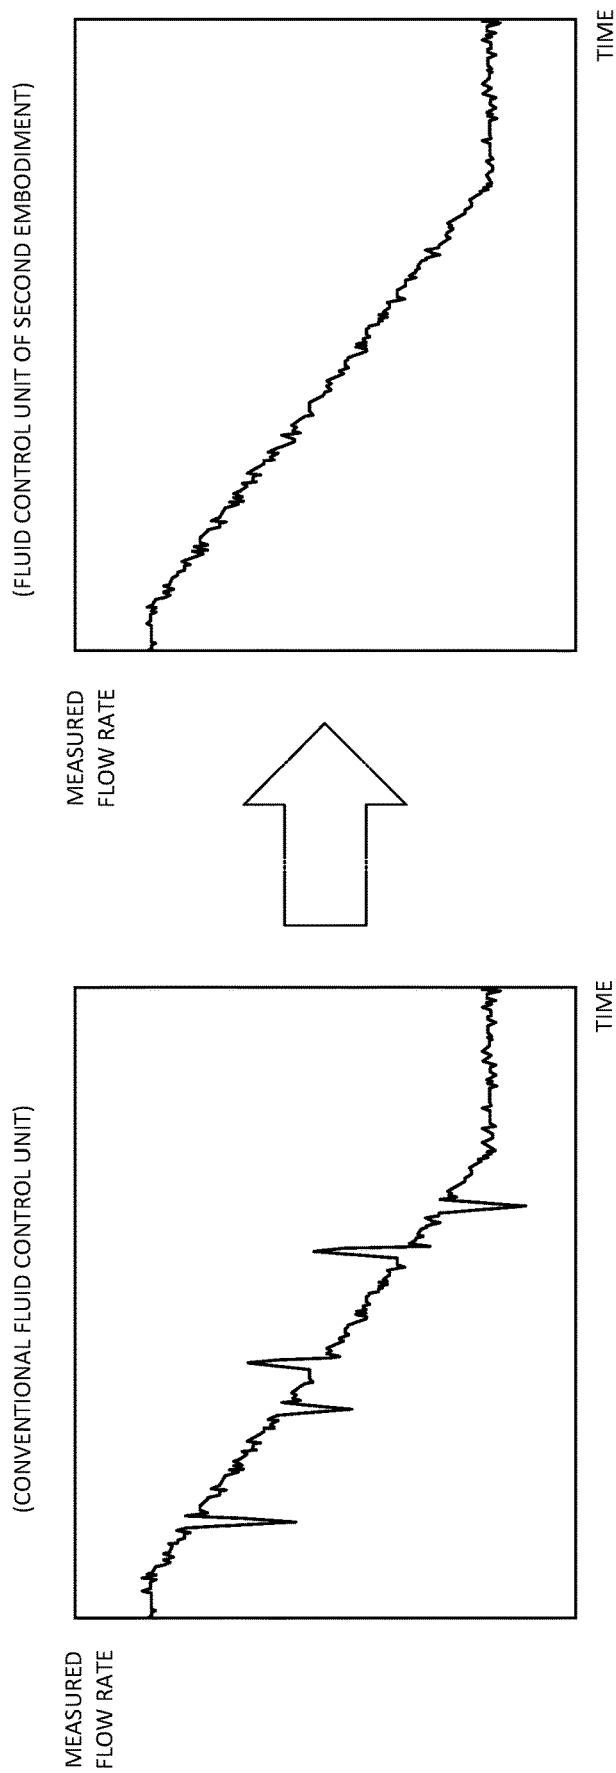 (CONVENTIONAL FLUID CONTROL UNIT)
MEASURED
FLOW RATE
TIME
(FLUID CONTROL UNIT OF SECOND EMBODIMENT)
MEASURED
FLOW RATE
TIME